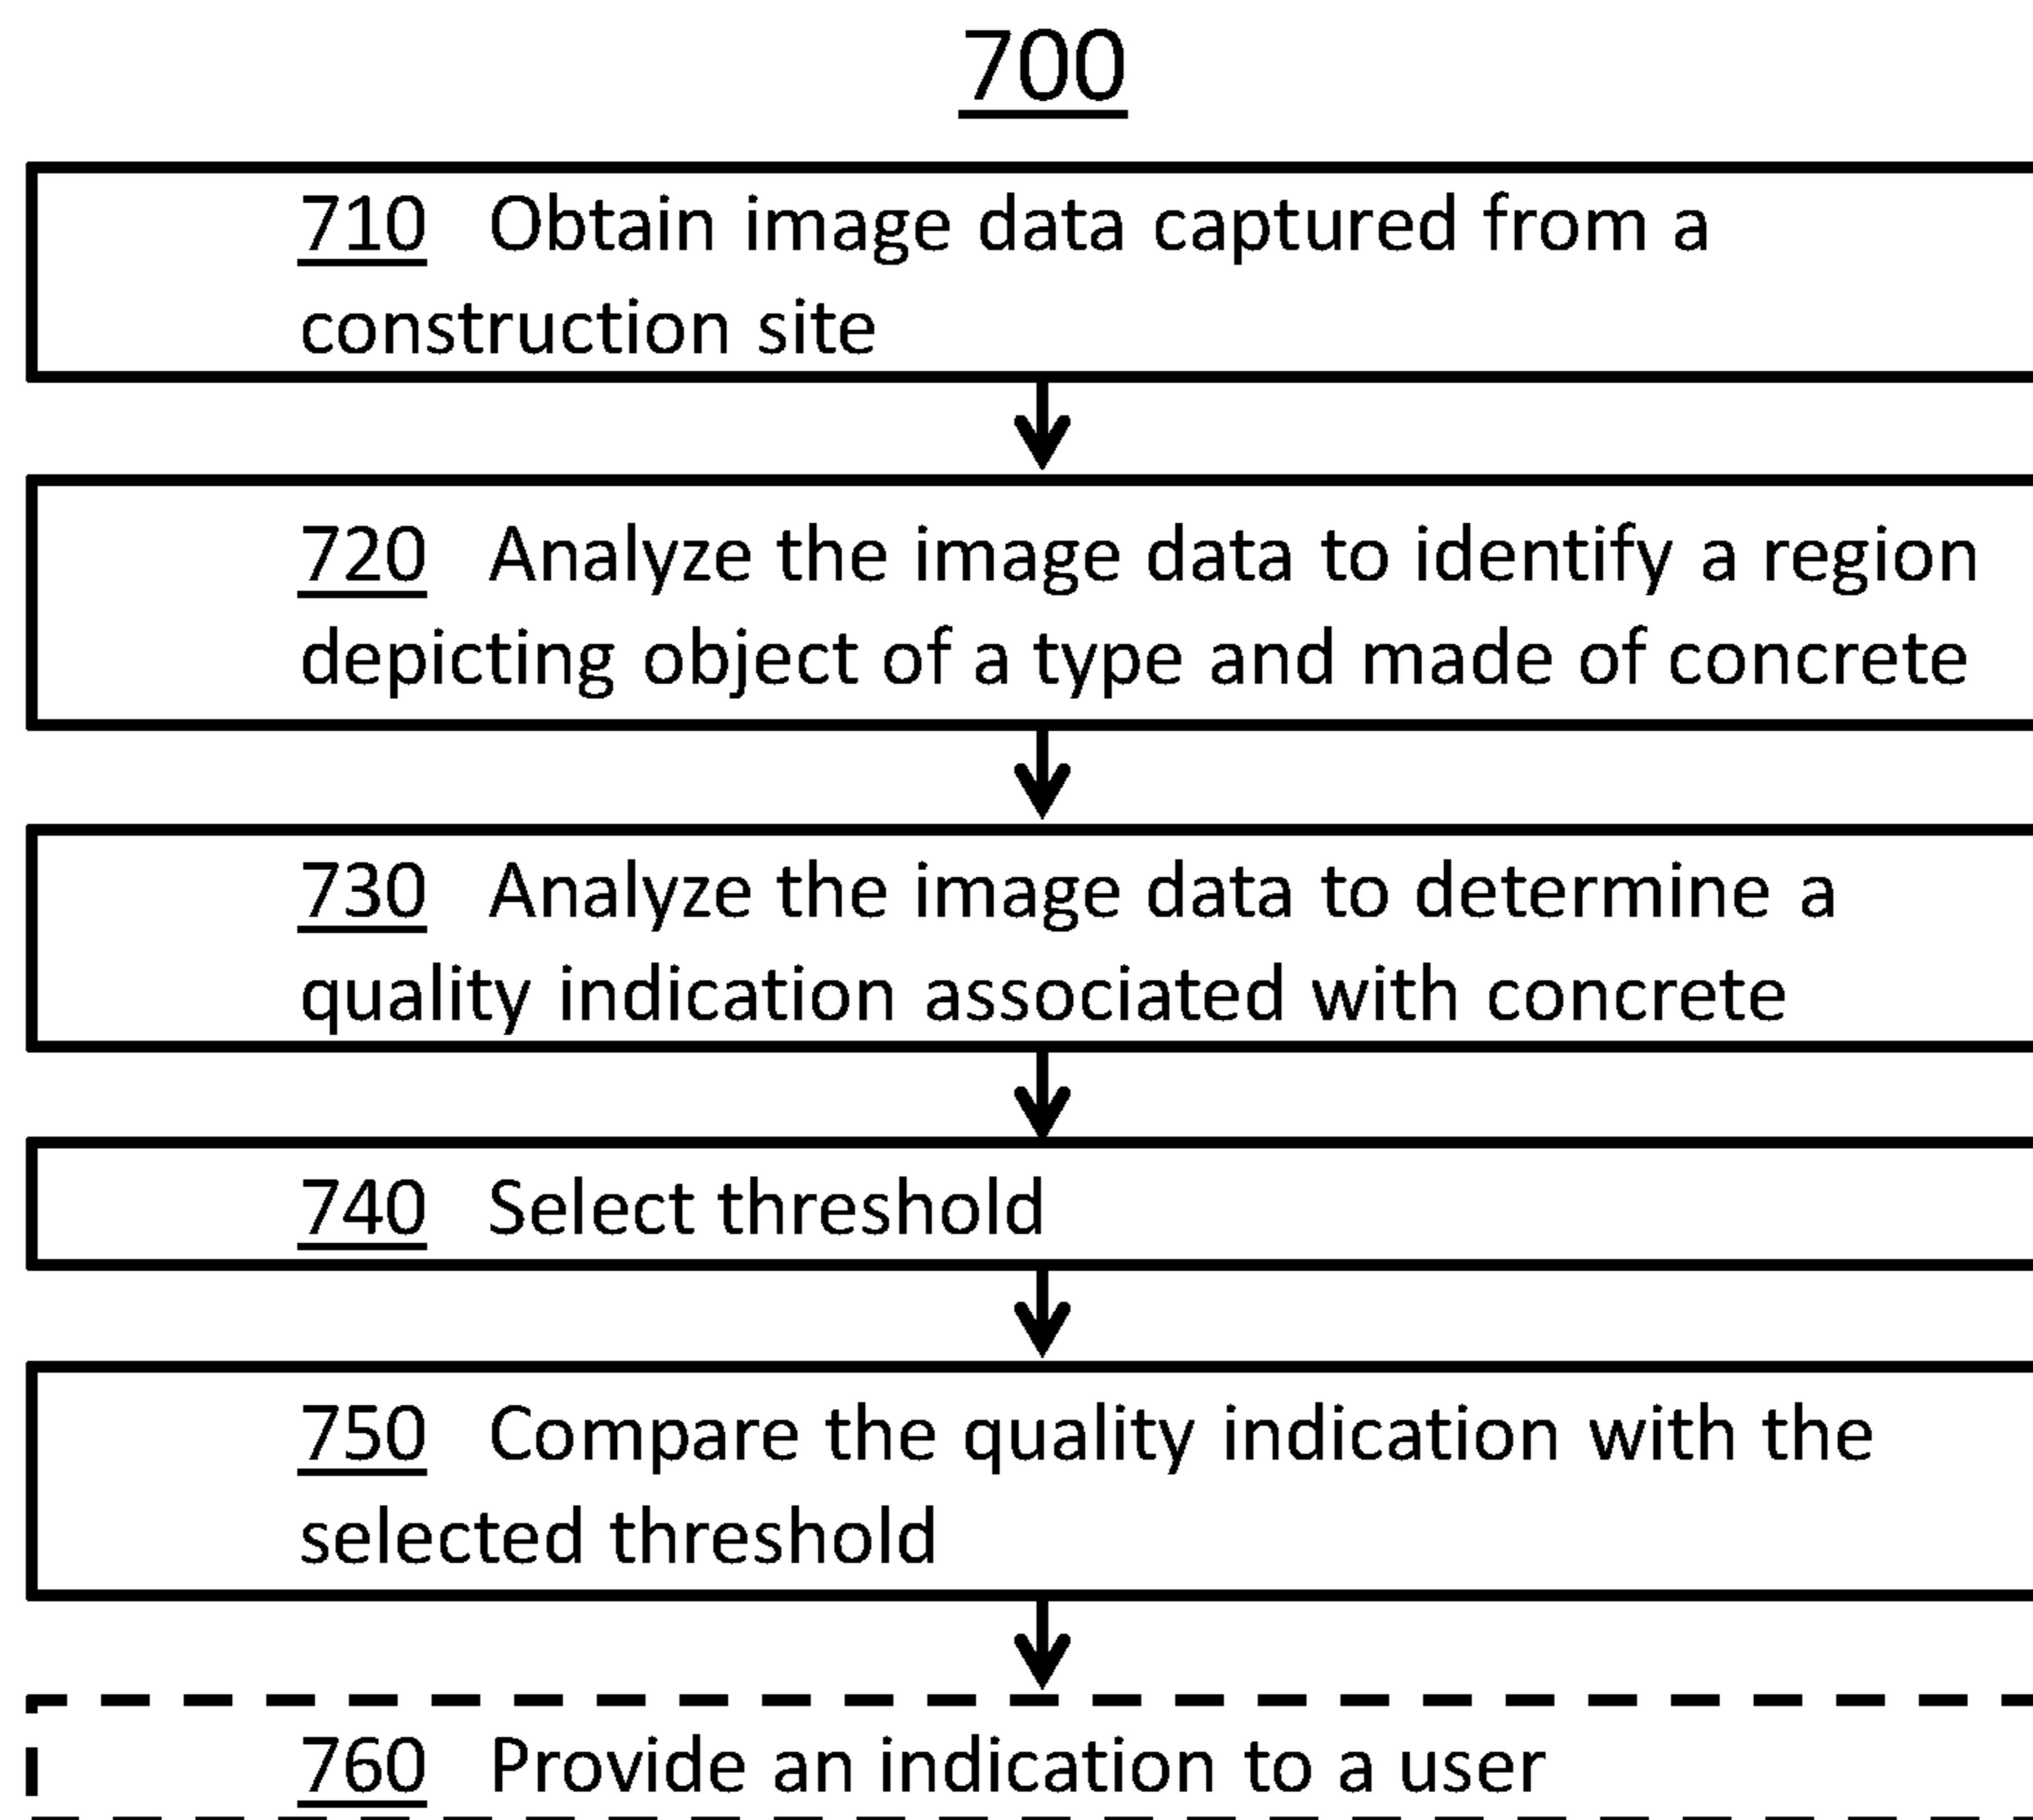 700
710 Obtain image data captured from a
construction site
720 Analyze the image data to identify a region
depicting object of a type and made of concrete
730 Analyze the image data to determine a
quality indication associated with concrete
740 Select threshold
750 Compare the quality indication with the
selected threshold
760 Provide an indication to a user